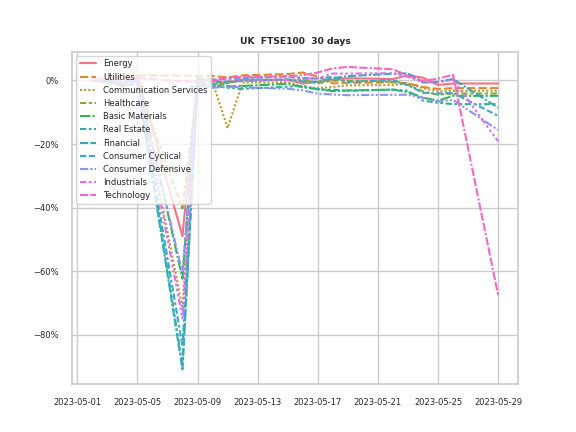 UK  FTSE100  30 days
0%
−20%
−40%
−60%
−80%
Energy
Utilities
Communication Services
Healthcare
Basic Materials
Real Estate
Financial
Consumer Cyclical
Consumer Defensive
Industrials
Technology
2023-05-01 2023-05-05 2023-05-09 2023-05-13 2023-05-17 2023-05-21 2023-05-25 2023-05-29